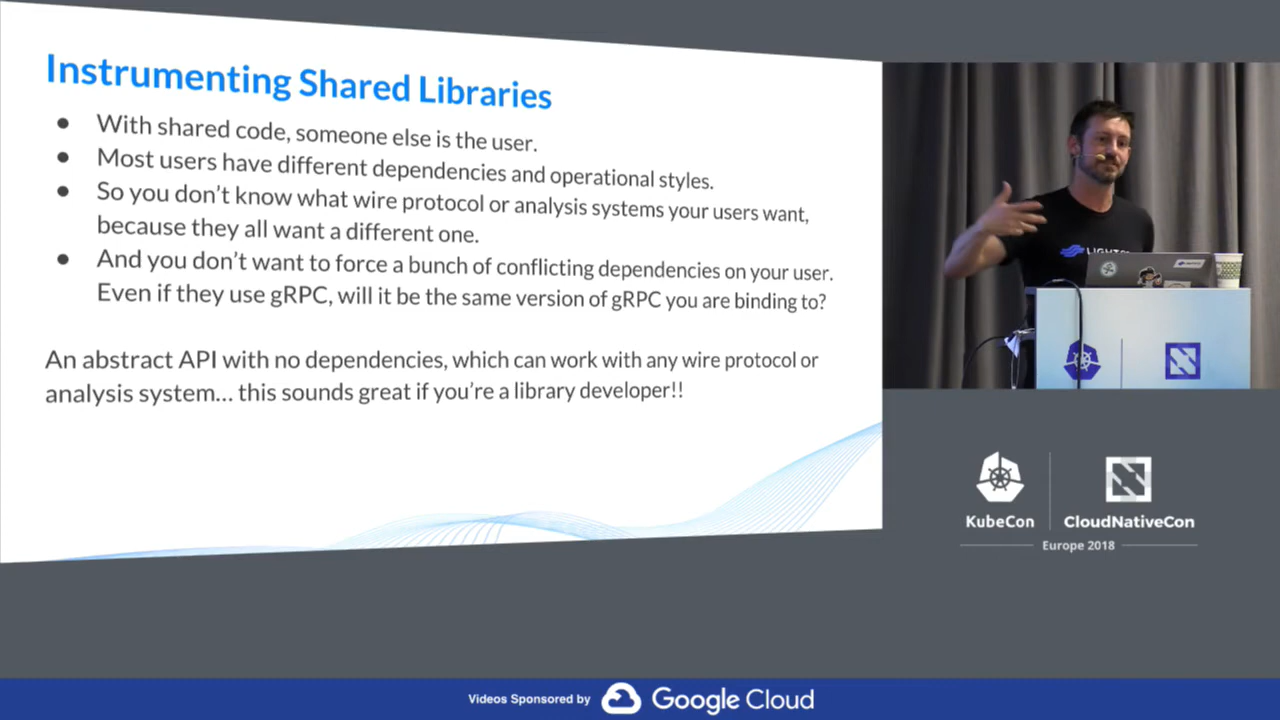 Instrumenting Shared Libraries
● With shared code, someone else is the user.
● Most users have different dependencies and operational styles.
● So you don't know what wire protocol or analysis systems your users want,
because they all want a different one.
● And you don't want to force a bunch of conflicting dependencies on your user.
Even if they use gRPC, will it be the same version of gRPC you are binding to?
An abstract API with no dependencies, which can work with any wire protocol or
analysis system... this sounds great if you're a library developer!!
KubeCon
CloudNativeCon
Europe 2018
Videos Sponsored by
Google Cloud